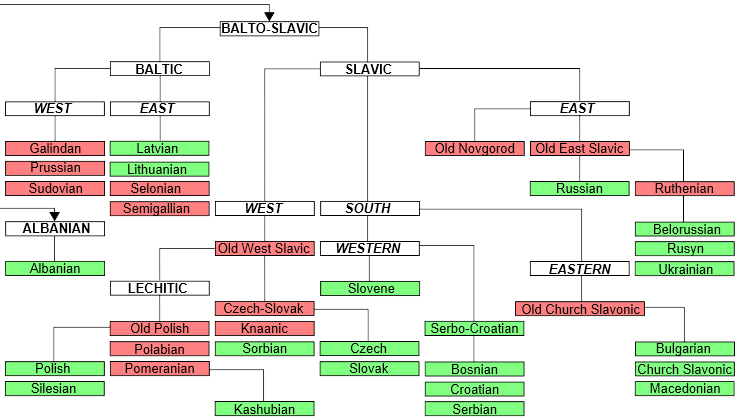 BALTO-SLAVIC
BALTIC
SLAVIC
WEST
EAST
EAST
Galindan
Latvian
Old Novgorod
Old East Slavic
Prussian
Lithuanian
Sudovian
Selonian
Russian
Ruthenian
Semigallian
WEST
SOUTH
ALBANIAN
Belorussian
Old West Slavic
WESTERN
Rusyn
Albanian
EASTERN
Ukrainian
LECHITIC
Slovene
Czech-Slovak
Old Church Slavonic
Old Polish
Knaanic
Serbo-Croatian
Polabian
Sorbian
Czech
Bulgarian
Polish
Pomeranian
Slovak
Bosnian
Church Slavonic
Silesian
Croatian
Macedonian
Kashubian
Serbian